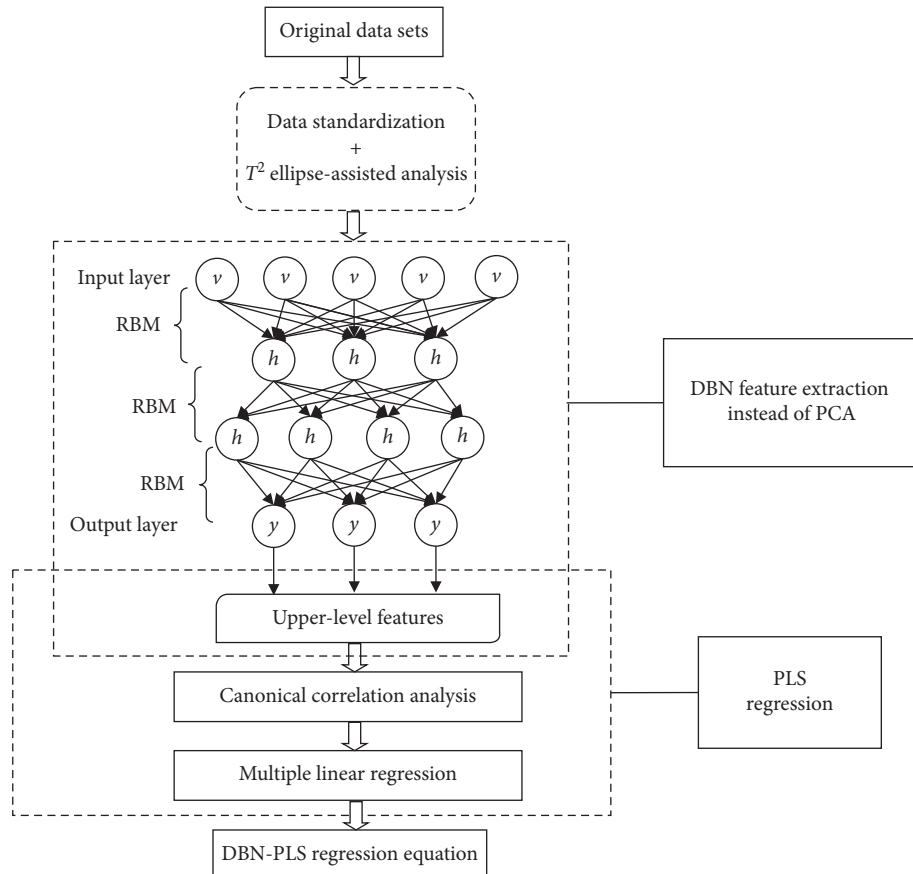 Original data sets
Data standardization
+
T² ellipse-assisted analysis
Input layer
v v v v v
RBM
h h h
RBM
h h h h
RBM
Output layer
y y y
DBN feature extraction
instead of PCA
Upper-level features
Canonical correlation analysis
Multiple linear regression
PLS
regression
DBN-PLS regression equation